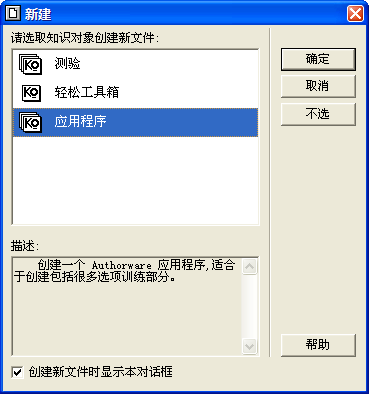 新建
请选取知识对象创建新文件:
KO 测验
KO 轻松工具箱
KO 应用程序
确定
取消
不选
描述:
创建一个 Authorware 应用程序,适合
于创建包括很多选项训练部分。
帮助
创建新文件时显示本对话框